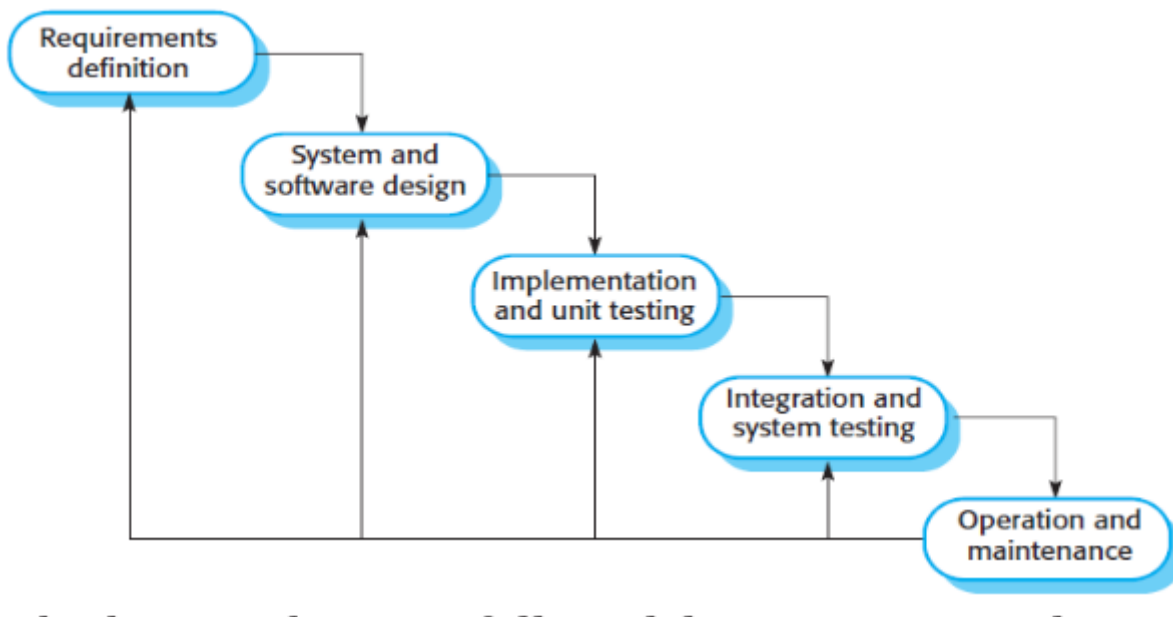 Requirements
definition
System and
software design
Implementation
and unit testing
Integration and
system testing
Operation and
maintenance